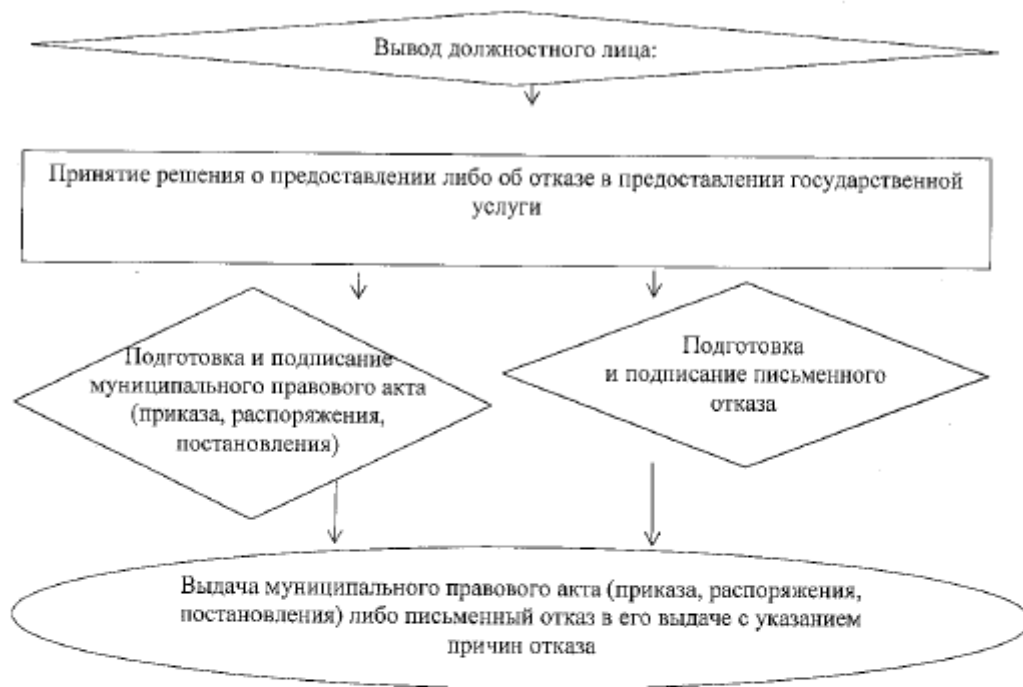 Вывод должностного лица:
Принятие решения о предоставлении либо об отказе в предоставлении государственной
услуги
Подготовка и подписание
муниципального правового акта
(приказа, распоряжения,
постановления)
Подготовка
и подписание письменного
отказа
Выдача муниципального правового акта (приказа, распоряжения,
постановления) либо письменный отказ в его выдаче с указанием
причин отказа